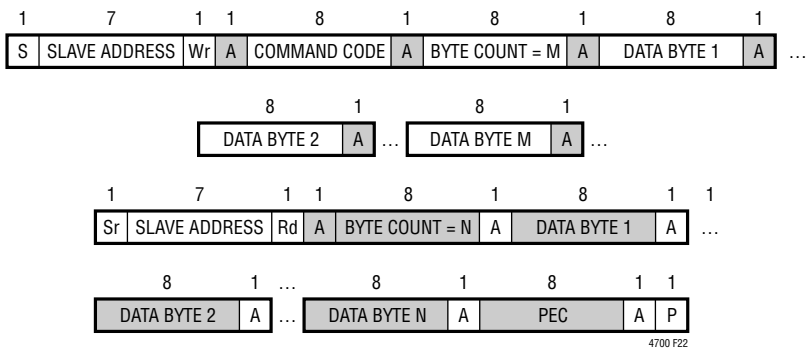 1 7 1 1 8 1 8 1 8 1
S SLAVE ADDRESS Wr A COMMAND CODE A BYTE COUNT = M A DATA BYTE 1 A …
8 1 8 1
DATA BYTE 2 A … DATA BYTE M A …
1 7 1 1 8 1 8 1 1
Sr SLAVE ADDRESS Rd A BYTE COUNT = N A DATA BYTE 1 A …
8 1 … 8 1 8 1 1
DATA BYTE 2 A … DATA BYTE N A PEC A P
4700 F22